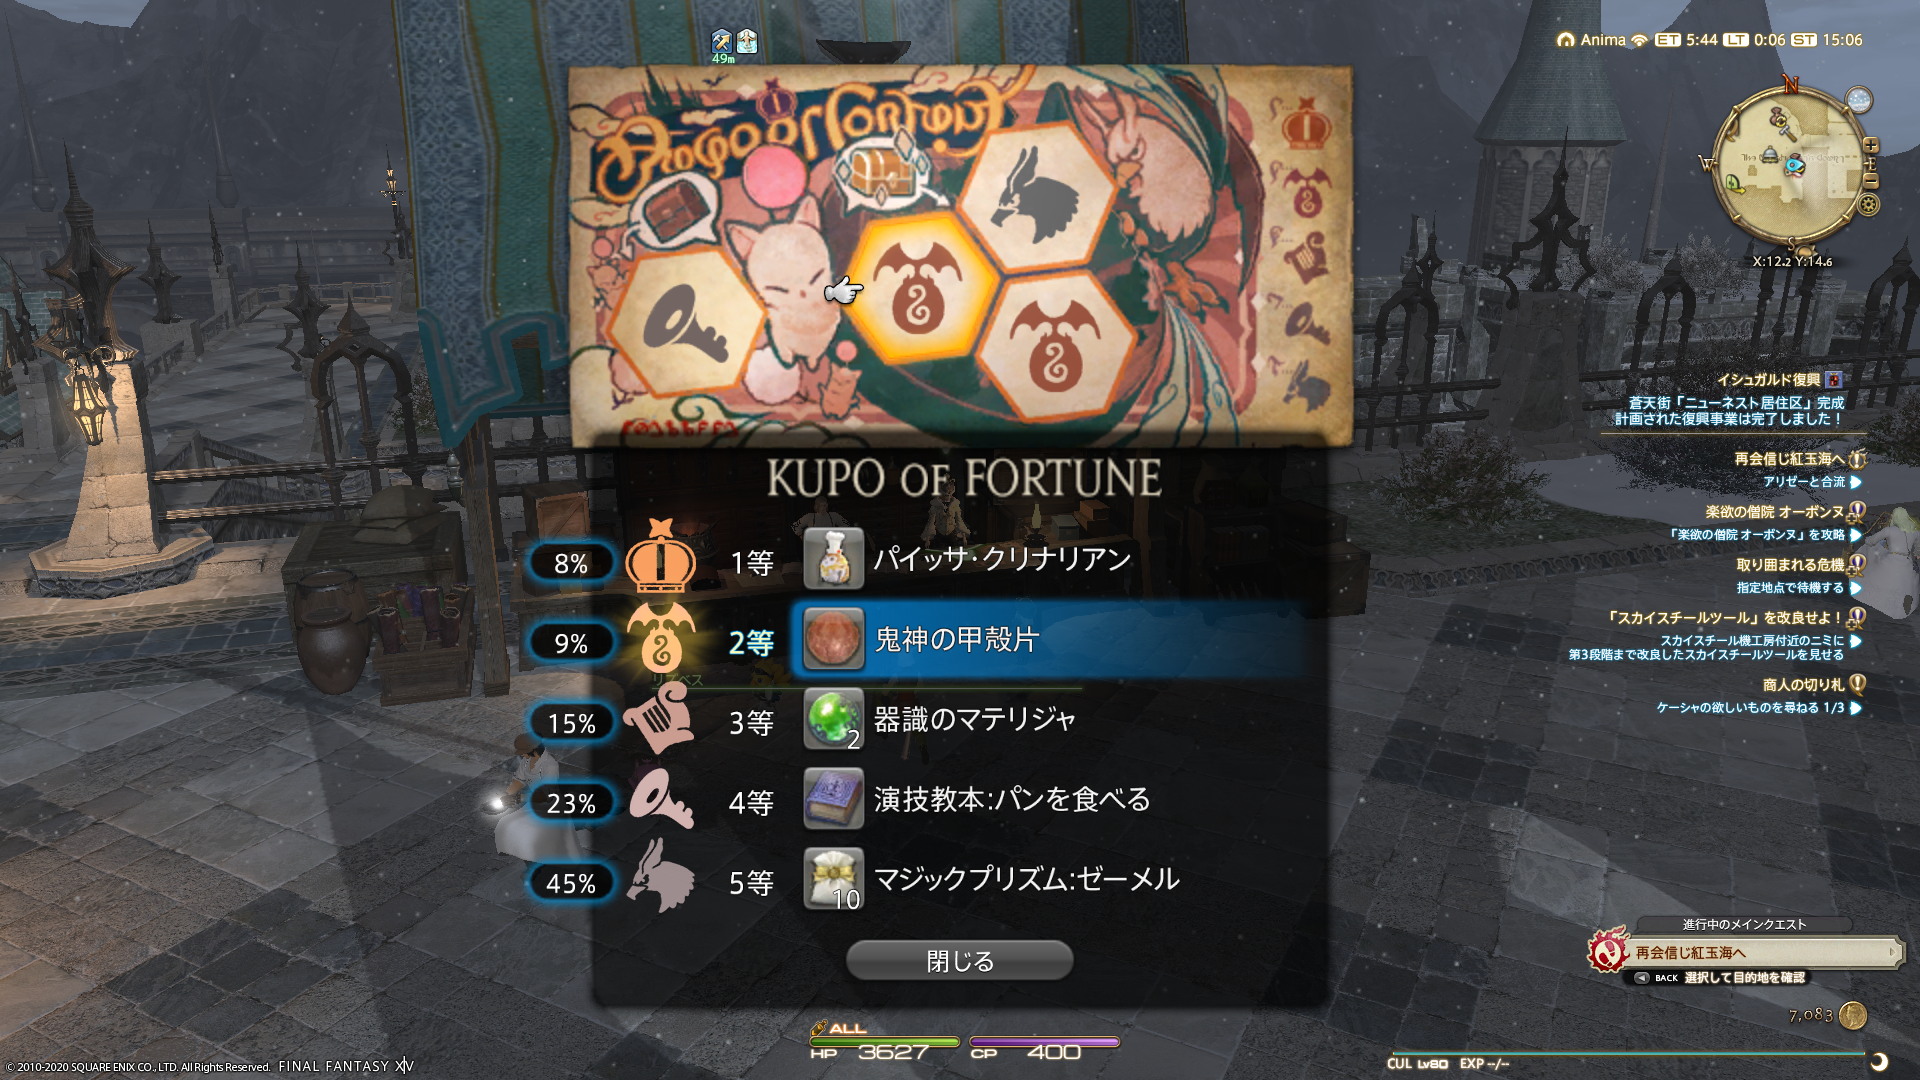 49m
Anima ET 5:44 LT 0:06 ST 15:06
N
W
E
S
X:12.2 Y:14.6
KUPO OF FORTUNE
8% 1等 パイッサ・クリナリアン
9% 2等 鬼神の甲殻片
15% 3等 器識のマテリジャ 2
23% 4等 演技教本:パンを食べる
45% 5等 マジックプリズム:ゼーメル 10
閉じる
イシュガルド復興
蒼天街「ニューネスト居住区」完成
計画された復興事業は完了しました！
再会信じ紅玉海へ
アリゼーと合流
楽欲の僧院 オーボンヌ
「楽欲の僧院 オーボンヌ」を攻略
取り囲まれる危機
指定地点で待機する
「スカイスチールツール」を改良せよ！
スカイスチール機工房付近のニミに
第3段階まで改良したスカイスチールツールを見せる
商人の切り札
ケーシャの欲しいものを尋ねる 1/3
進行中のメインクエスト
再会信じ紅玉海へ
BACK 選択して目的地を確認
7,083
ALL
HP 3627 CP 400
CUL Lv80 EXP --/--
© 2010-2020 SQUARE ENIX CO., LTD. All Rights Reserved. FINAL FANTASY XIV